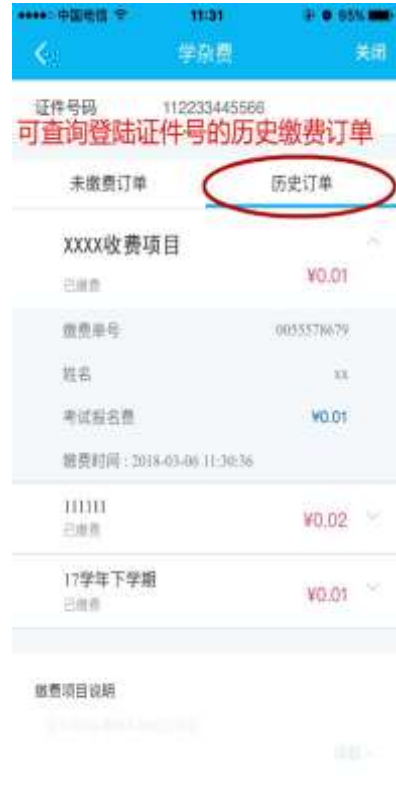 中国电信 11:31 95%
学杂费 关闭
证件号码 112233445566
可查询登陆证件号的历史缴费订单
未缴费订单 历史订单
XXXX收费项目
已缴费 ¥0.01
缴费单号 0055578679
姓名 xx
考试报名费 ¥0.01
缴费时间：2018-03-06 11:30:36
111111
已缴费 ¥0.02
17学年下学期
已缴费 ¥0.01
缴费项目说明